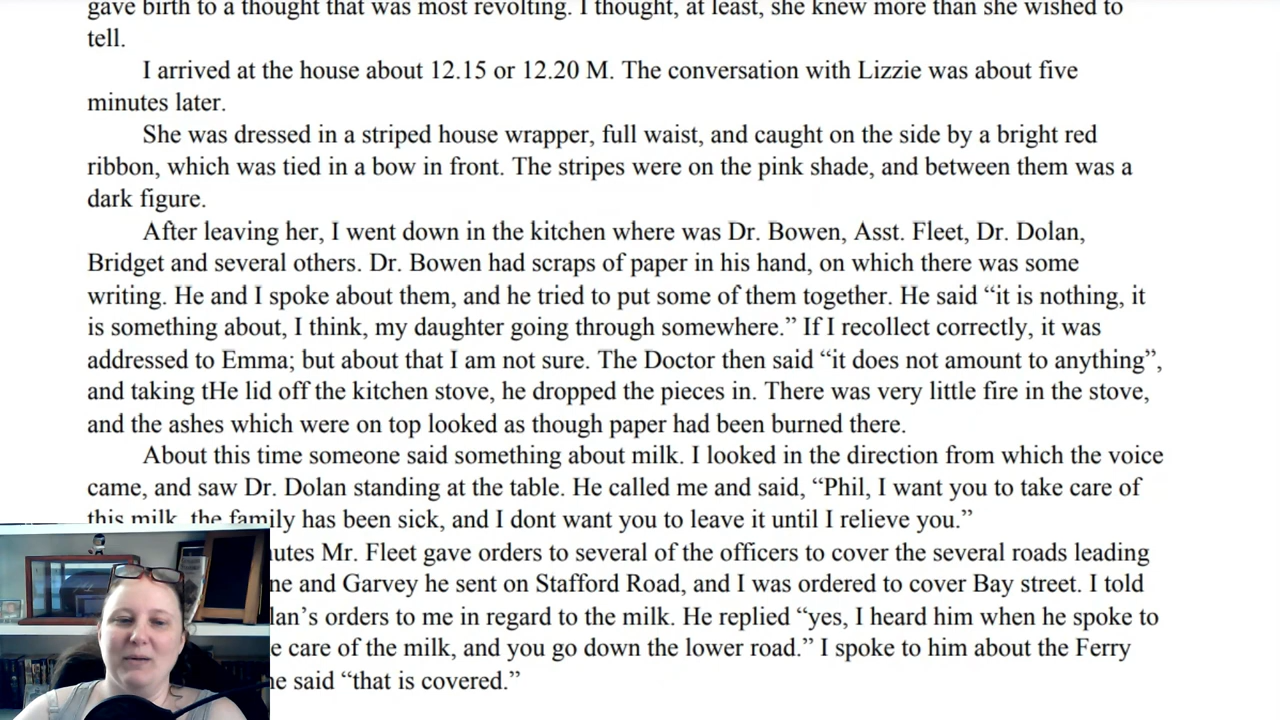 gave birth to a thought that was most revolting. I thought, at least, she knew more than she wished to
tell.
I arrived at the house about 12.15 or 12.20 M. The conversation with Lizzie was about five
minutes later.
She was dressed in a striped house wrapper, full waist, and caught on the side by a bright red
ribbon, which was tied in a bow in front. The stripes were on the pink shade, and between them was a
dark figure.
After leaving her, I went down in the kitchen where was Dr. Bowen, Asst. Fleet, Dr. Dolan,
Bridget and several others. Dr. Bowen had scraps of paper in his hand, on which there was some
writing. He and I spoke about them, and he tried to put some of them together. He said “it is nothing, it
is something about, I think, my daughter going through somewhere.” If I recollect correctly, it was
addressed to Emma; but about that I am not sure. The Doctor then said “it does not amount to anything”,
and taking tHe lid off the kitchen stove, he dropped the pieces in. There was very little fire in the stove,
and the ashes which were on top looked as though paper had been burned there.
About this time someone said something about milk. I looked in the direction from which the voice
came, and saw Dr. Dolan standing at the table. He called me and said, “Phil, I want you to take care of
this milk, the family has been sick, and I dont want you to leave it until I relieve you.”
utes Mr. Fleet gave orders to several of the officers to cover the several roads leading
ne and Garvey he sent on Stafford Road, and I was ordered to cover Bay street. I told
lan’s orders to me in regard to the milk. He replied “yes, I heard him when he spoke to
e care of the milk, and you go down the lower road.” I spoke to him about the Ferry
he said “that is covered.”